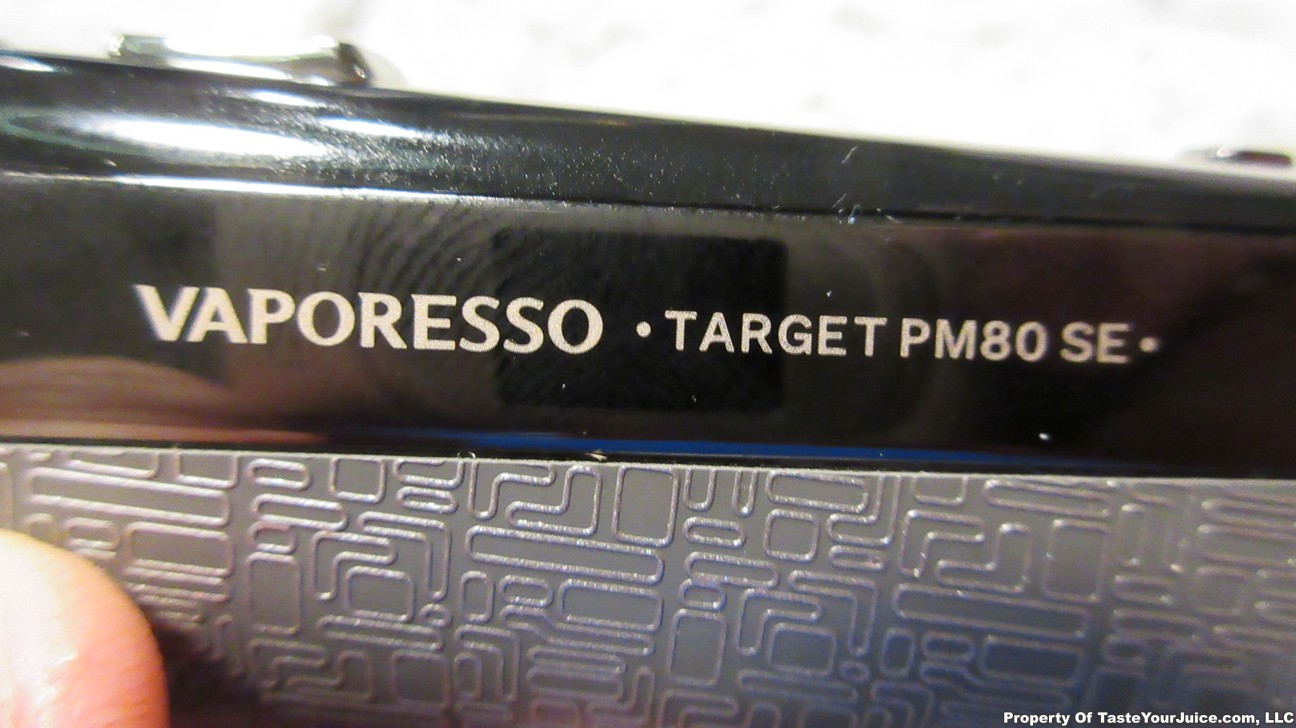 VAPORESSO •TARGET PM80 SE•
Property Of TasteYourJuice.com, LLC